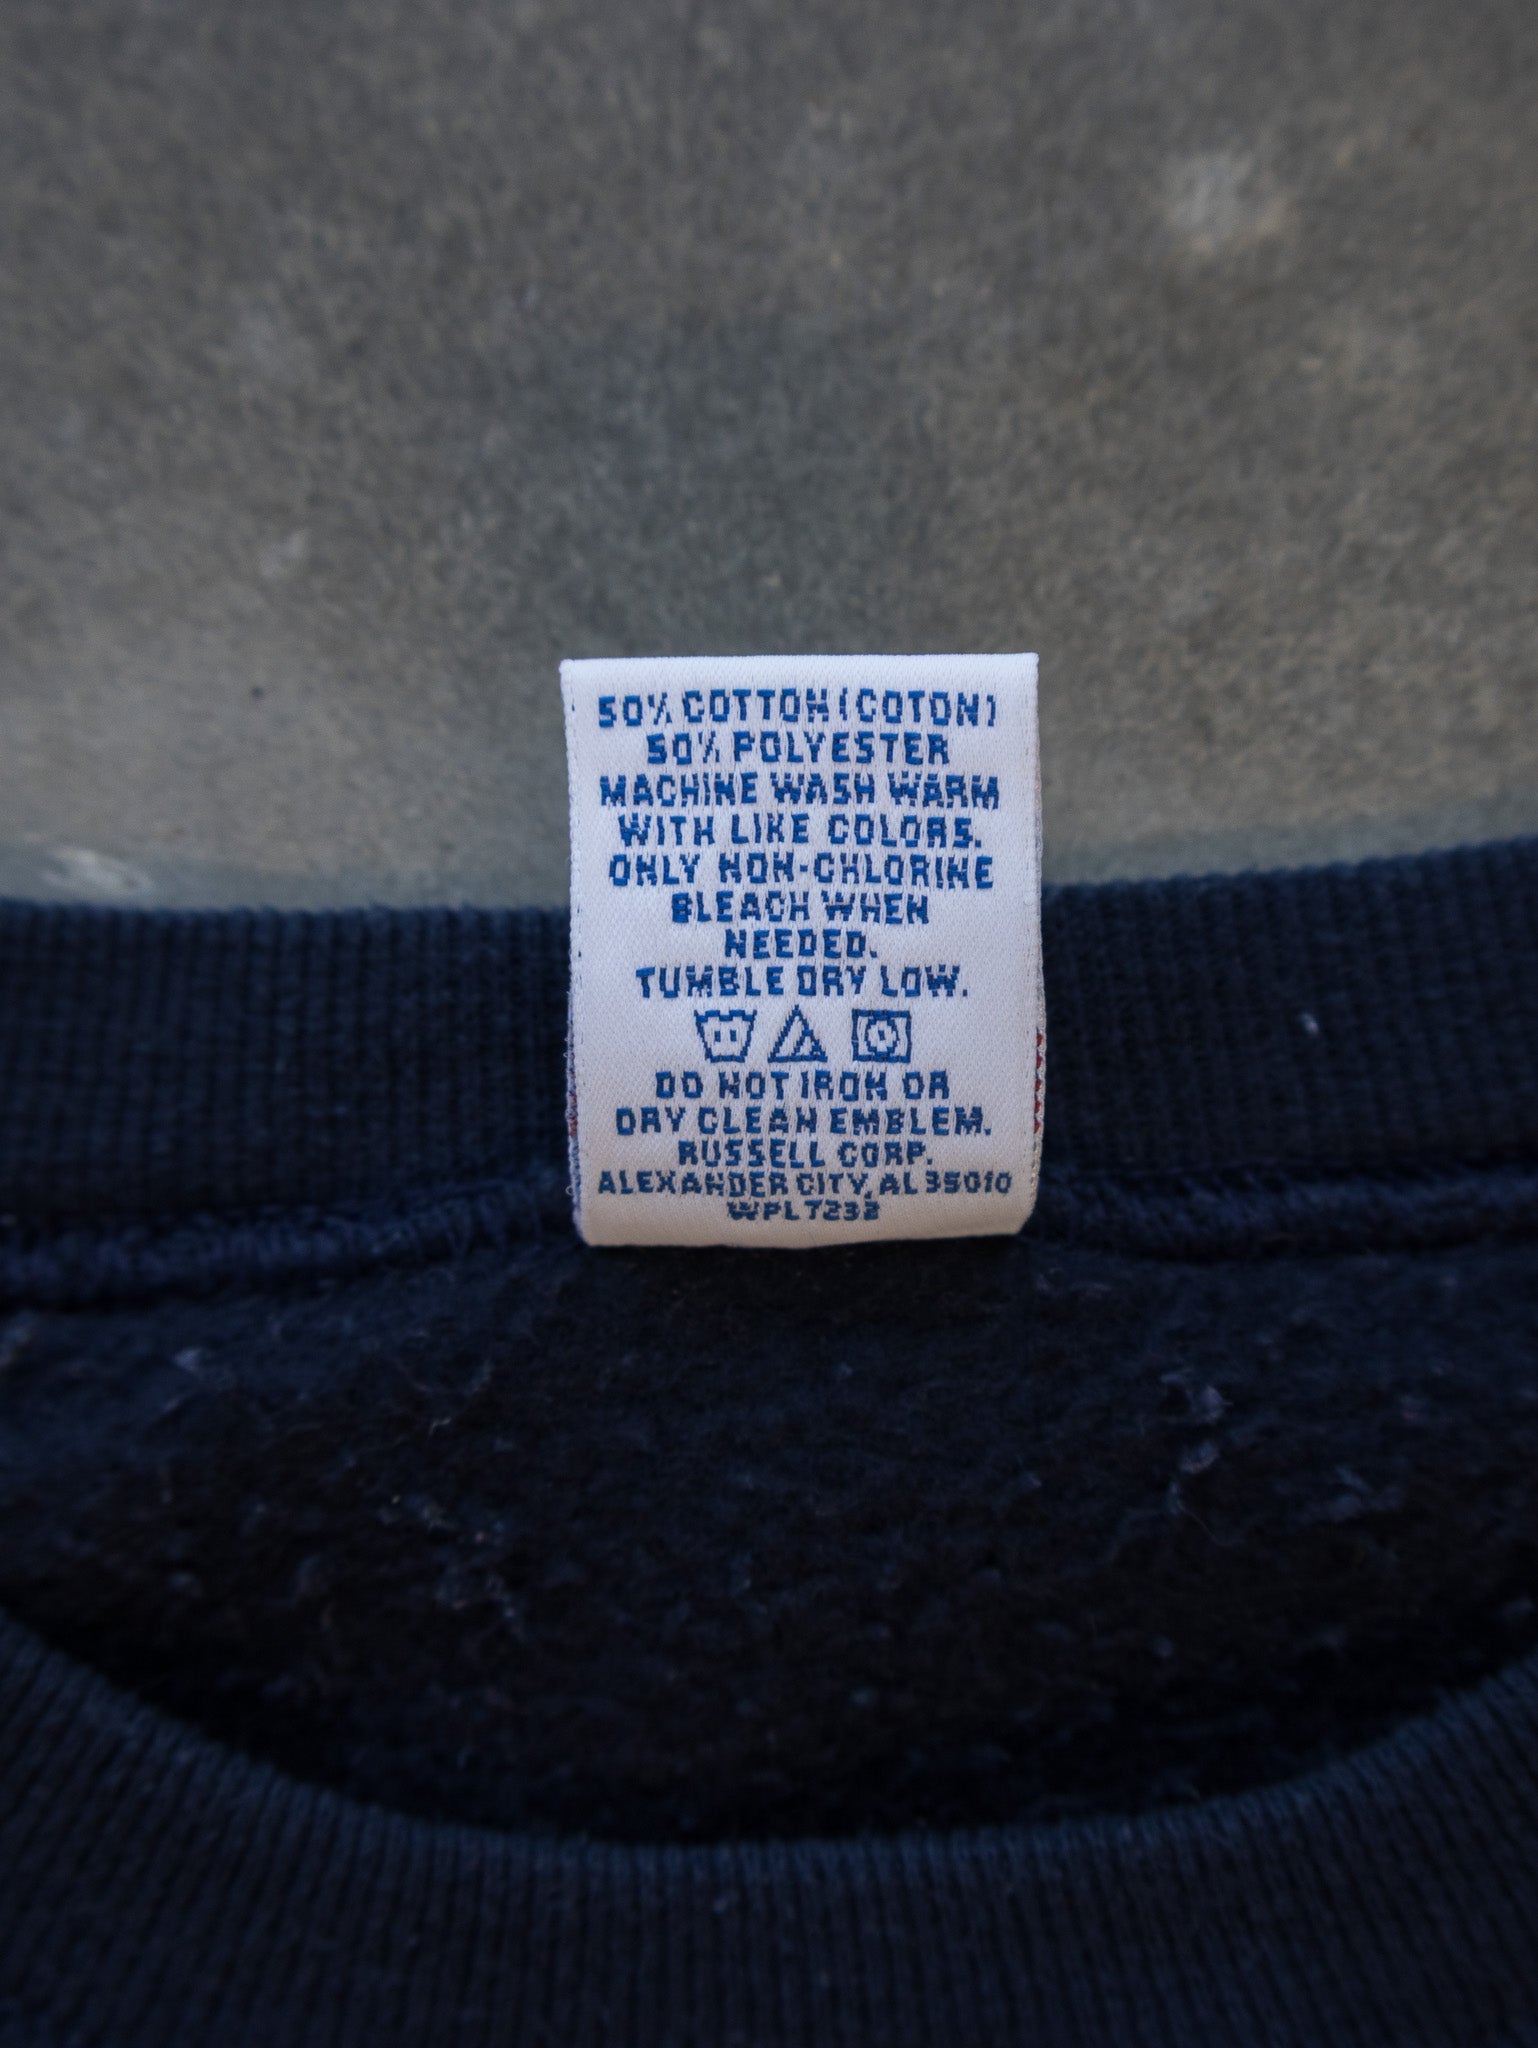 50% COTTON (COTON)
50% POLYESTER
MACHINE WASH WARM
WITH LIKE COLORS.
ONLY NON-CHLORINE
BLEACH WHEN
NEEDED.
TUMBLE DRY LOW.
DO NOT IRON OR
DRY CLEAN EMBLEM.
RUSSELL CORP.
ALEXANDER CITY, AL 35010
WPL 7232